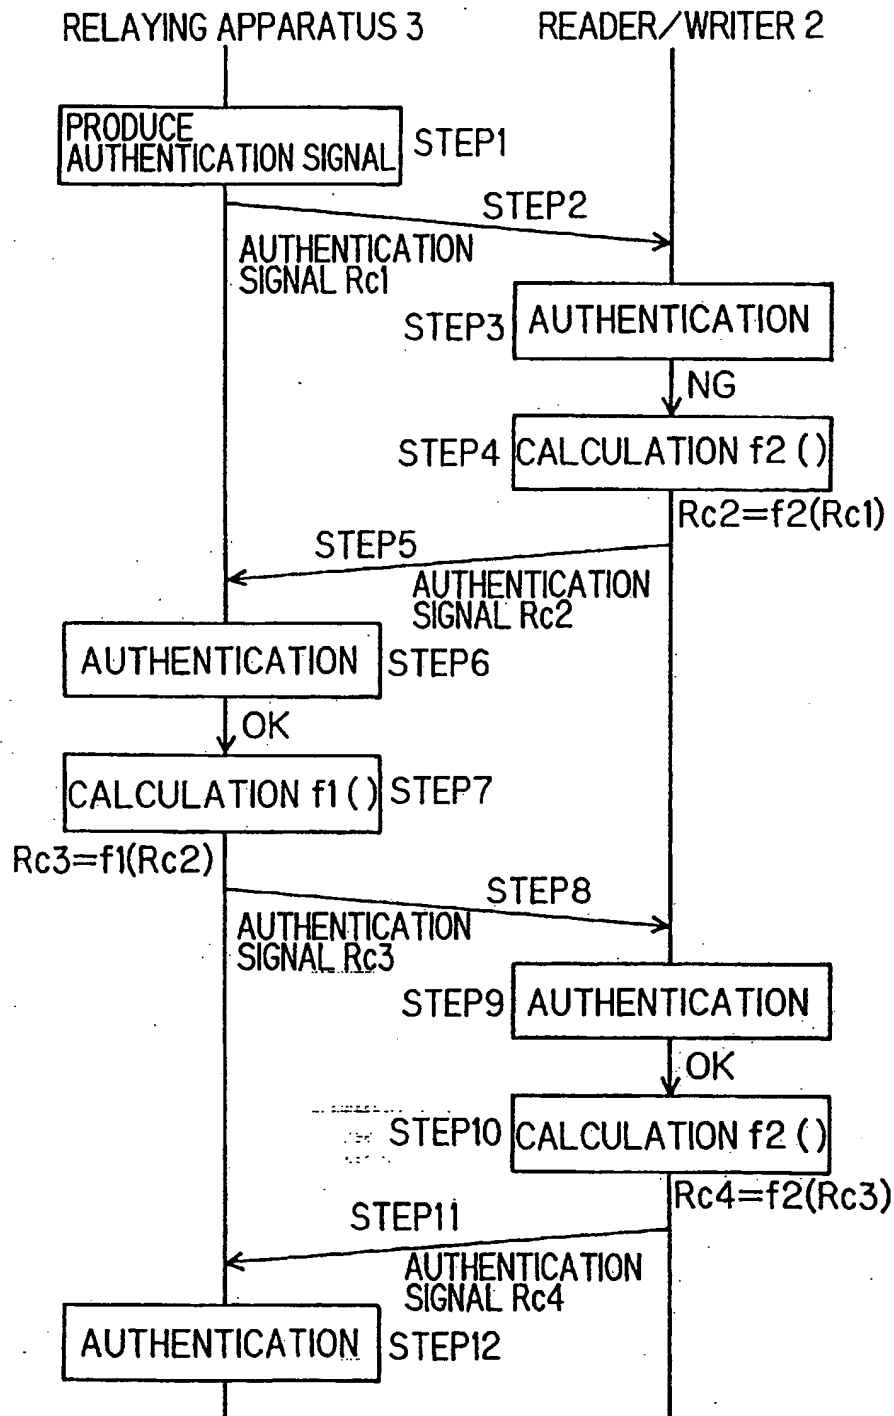 RELAYING APPARATUS 3
READER/WRITER 2
PRODUCE
AUTHENTICATION SIGNAL
STEP1
STEP2
AUTHENTICATION
SIGNAL Rc1
STEP3
AUTHENTICATION
NG
STEP4
CALCULATION f2 ( )
Rc2=f2(Rc1)
STEP5
AUTHENTICATION
SIGNAL Rc2
AUTHENTICATION
STEP6
OK
CALCULATION f1 ( )
STEP7
Rc3=f1(Rc2)
STEP8
AUTHENTICATION
SIGNAL Rc3
STEP9
AUTHENTICATION
OK
STEP10
CALCULATION f2 ( )
Rc4=f2(Rc3)
STEP11
AUTHENTICATION
SIGNAL Rc4
AUTHENTICATION
STEP12